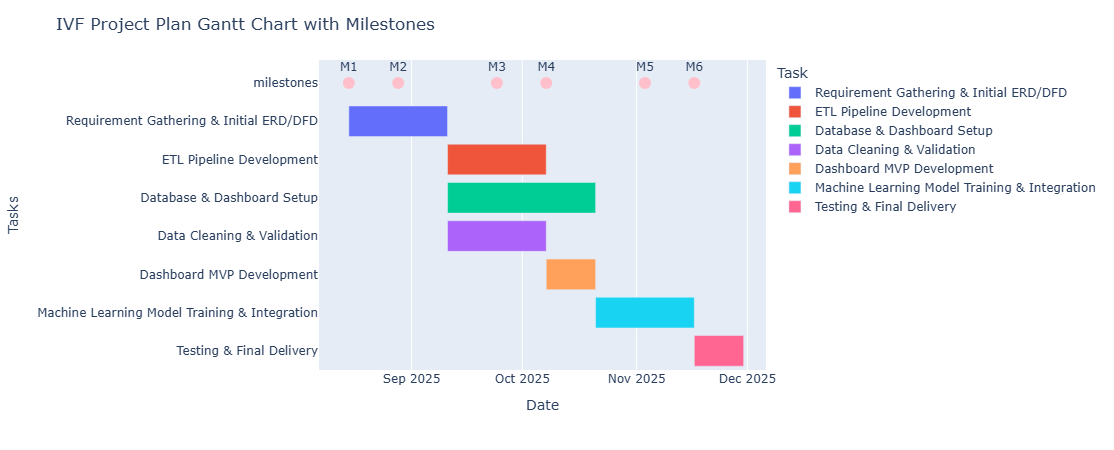 IVF Project Plan Gantt Chart with Milestones
M1 M2 M3 M4 M5 M6
milestones
Requirement Gathering & Initial ERD/DFD
ETL Pipeline Development
Database & Dashboard Setup
Data Cleaning & Validation
Dashboard MVP Development
Machine Learning Model Training & Integration
Testing & Final Delivery
Tasks
Sep 2025 Oct 2025 Nov 2025 Dec 2025
Date
Task
Requirement Gathering & Initial ERD/DFD
ETL Pipeline Development
Database & Dashboard Setup
Data Cleaning & Validation
Dashboard MVP Development
Machine Learning Model Training & Integration
Testing & Final Delivery